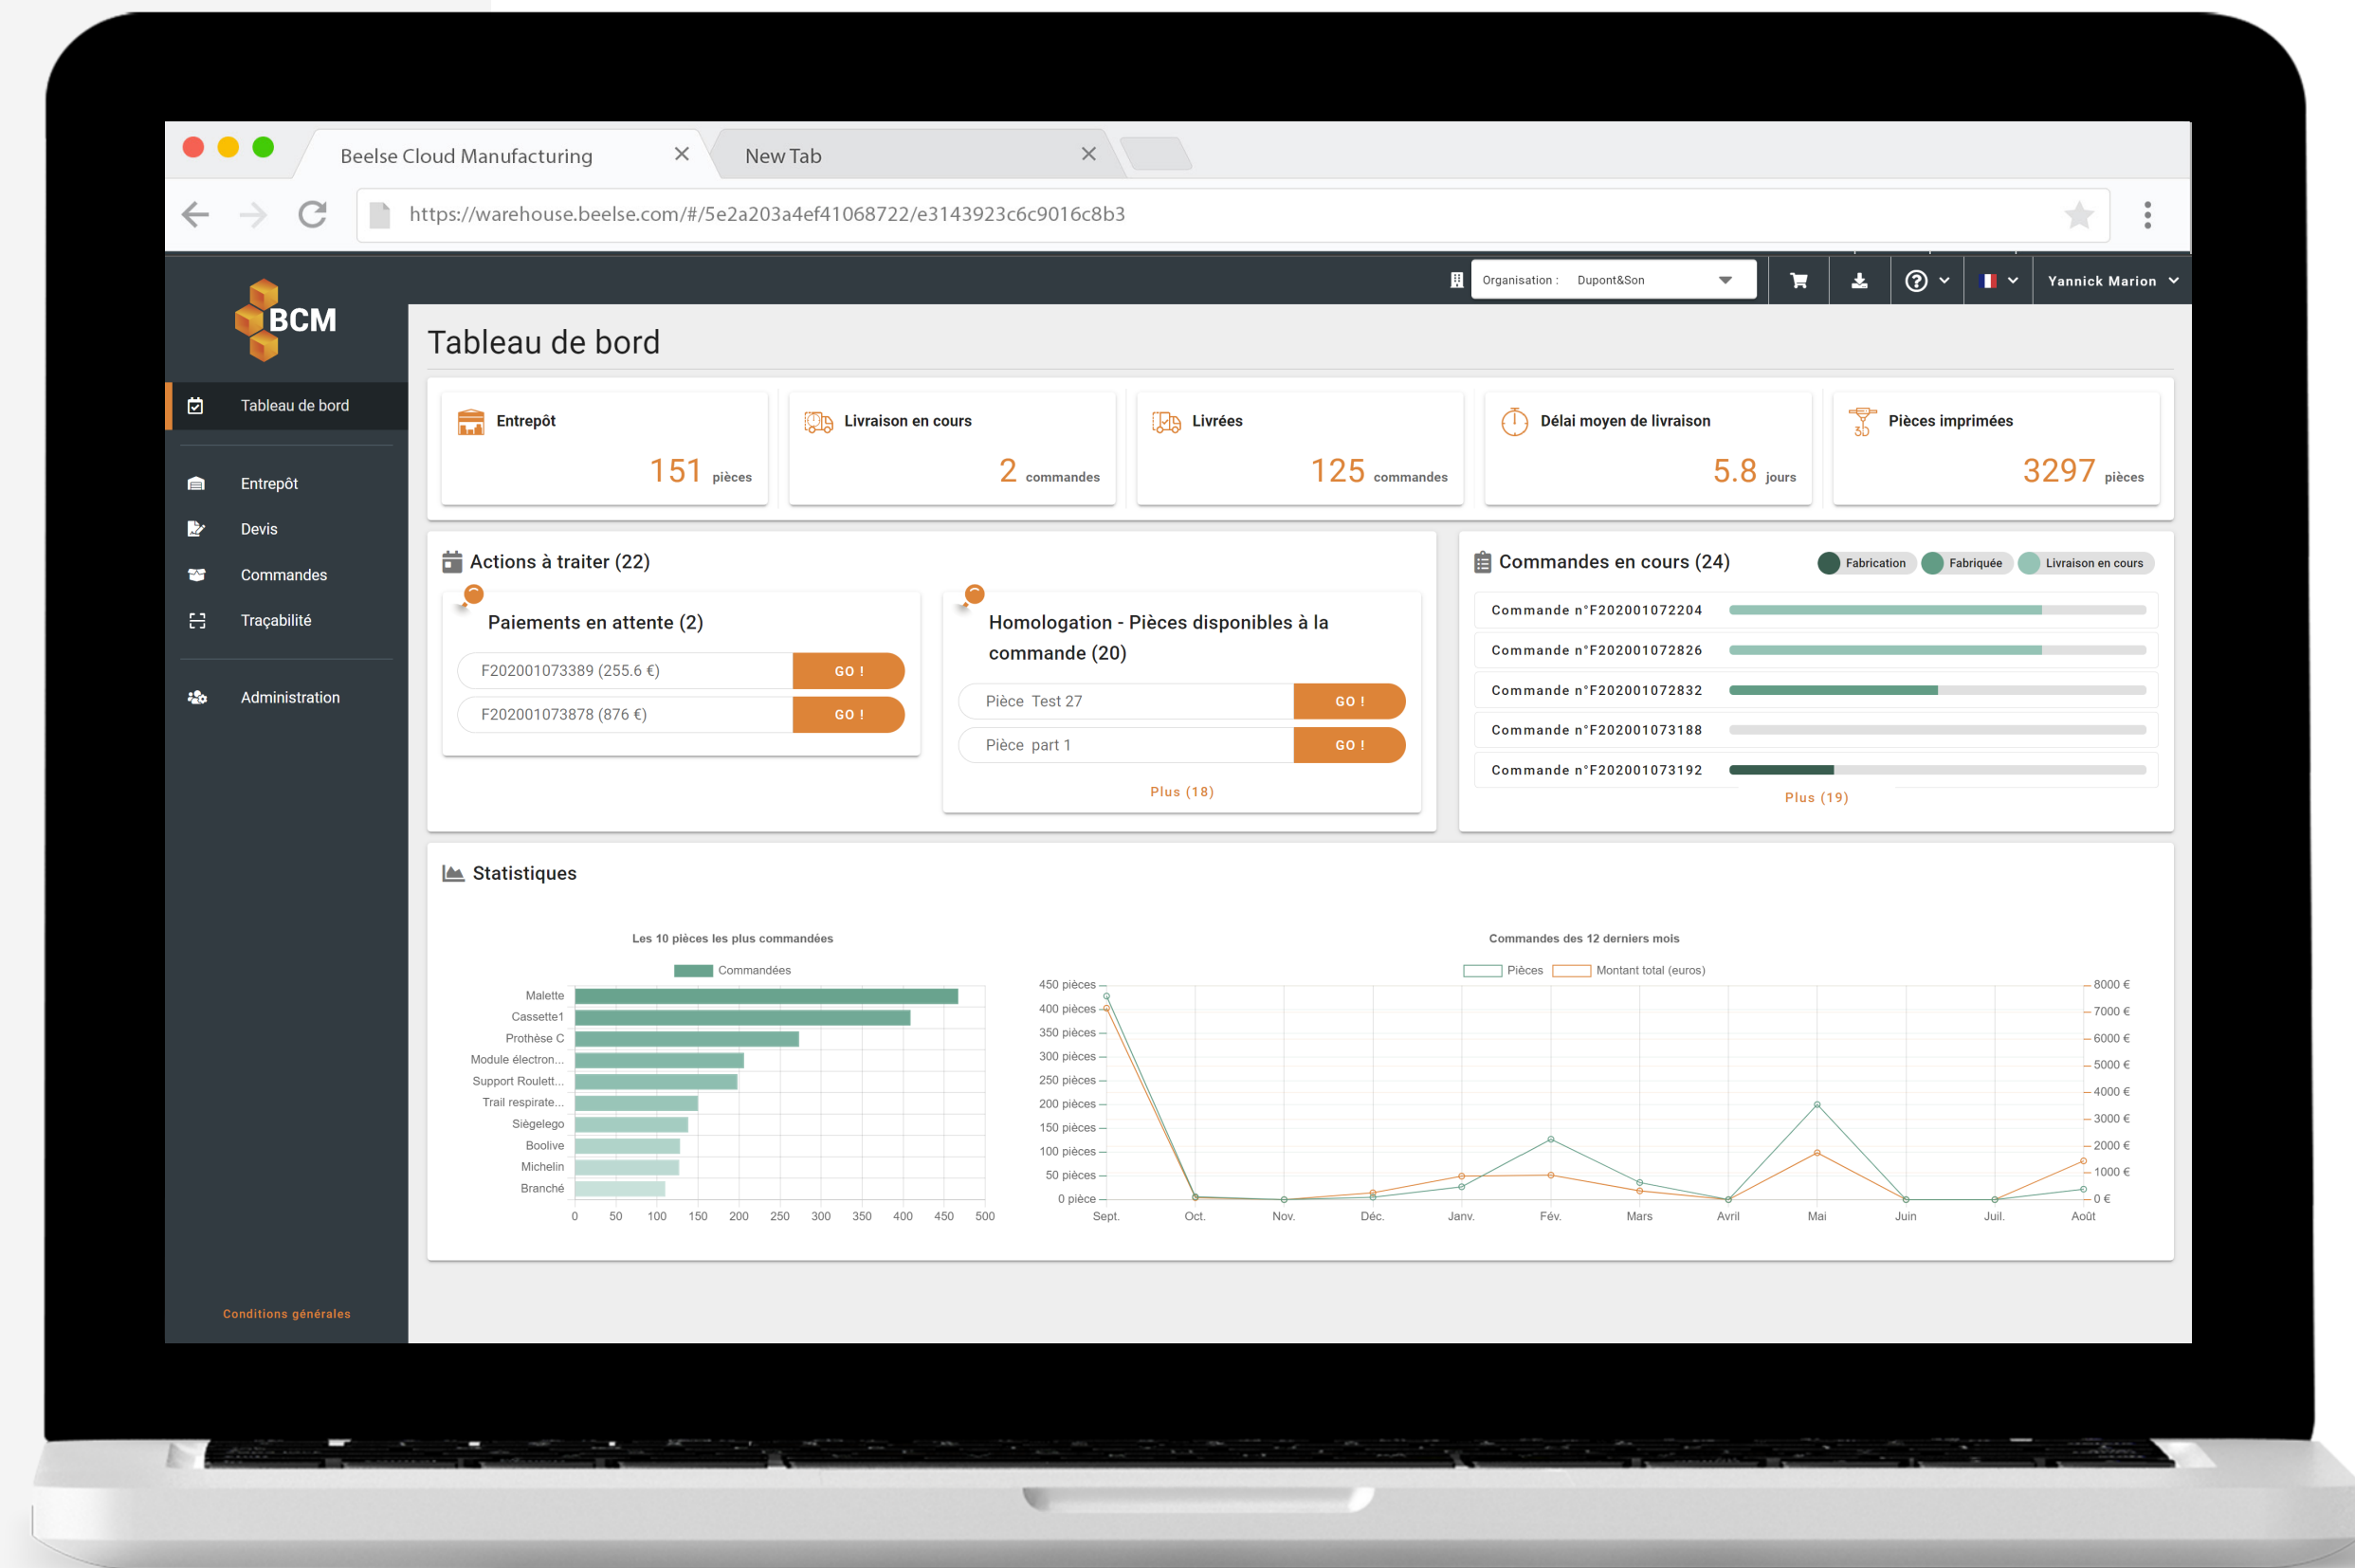 Beelse Cloud Manufacturing
New Tab
https://warehouse.beelse.com/#/5e2a203a4ef41068722/e3143923c6c9016c8b3
BCM
Organisation : Dupont&Son
Yannick Marion
Tableau de bord
Entrepôt
Devis
Commandes
Traçabilité
Administration
Conditions générales
Tableau de bord
Entrepôt
151 pièces
Livraison en cours
2 commandes
Livrées
125 commandes
Délai moyen de livraison
5.8 jours
Pièces imprimées
3D
3297 pièces
Actions à traiter (22)
Paiements en attente (2)
F202001073389 (255.6 €) GO !
F202001073878 (876 €) GO !
Homologation - Pièces disponibles à la
commande (20)
Pièce Test 27 GO !
Pièce part 1 GO !
Plus (18)
Commandes en cours (24)
Fabrication Fabriquée Livraison en cours
Commande n°F202001072204
Commande n°F202001072826
Commande n°F202001072832
Commande n°F202001073188
Commande n°F202001073192
Plus (19)
Statistiques
Les 10 pièces les plus commandées
Commandées
Malette
Cassette1
Prothèse C
Module électron...
Support Roulett...
Trail respirate...
Siègelego
Boolive
Michelin
Branché
0 50 100 150 200 250 300 350 400 450 500
Commandes des 12 derniers mois
Pièces Montant total (euros)
450 pièces
400 pièces
350 pièces
300 pièces
250 pièces
200 pièces
150 pièces
100 pièces
50 pièces
0 pièce
8000 €
7000 €
6000 €
5000 €
4000 €
3000 €
2000 €
1000 €
0 €
Sept. Oct. Nov. Déc. Janv. Fév. Mars Avril Mai Juin Juil. Août